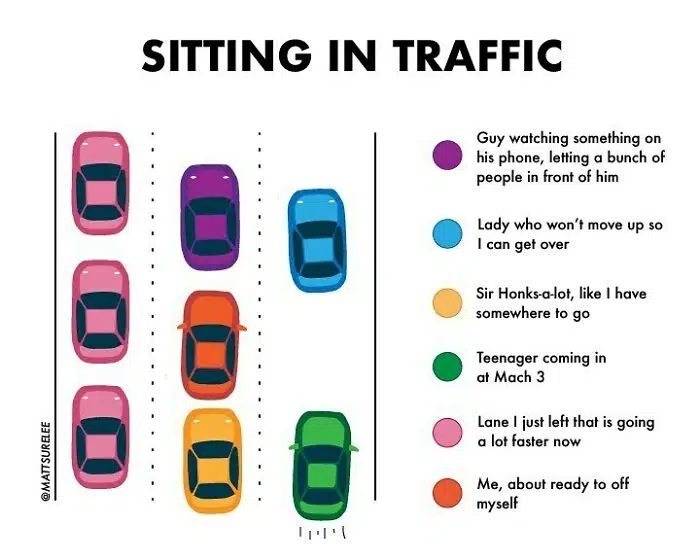 SITTING IN TRAFFIC
Guy watching something on
his phone, letting a bunch of
people in front of him
Lady who won't move up so
I can get over
Sir Honks-a-lot, like I have
somewhere to go
Teenager coming in
at Mach 3
Lane I just left that is going
a lot faster now
Me, about ready to off
myself
@MATTSURELEE